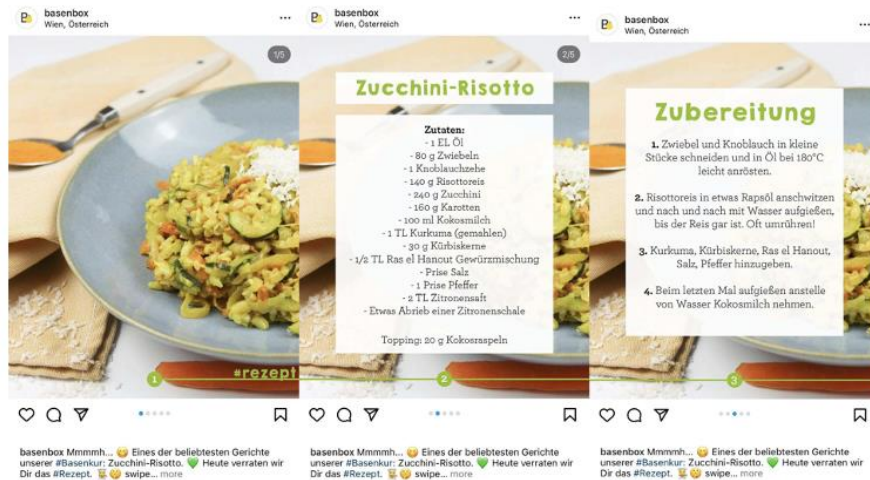 basenbox
Wien, Österreich
1/5
#rezept
1
basenbox Mmmmh... 😋 Eines der beliebtesten Gerichte
unserer #Basenkur: Zucchini-Risotto. 💚 Heute verraten wir
Dir das #Rezept. swipe... more
basenbox
Wien, Österreich
2/5
Zucchini-Risotto
Zutaten:
- 1 EL Öl
- 80 g Zwiebeln
- 1 Knoblauchzehe
- 140 g Risottoreis
- 240 g Zucchini
- 160 g Karotten
- 100 ml Kokosmilch
- 1 TL Kurkuma (gemahlen)
- 30 g Kürbiskerne
- 1/2 TL Ras el Hanout Gewürzmischung
- Prise Salz
- 1 Prise Pfeffer
- 2 TL Zitronensaft
- Etwas Abrieb einer Zitronenschale
Topping: 20 g Kokosraspeln
2
basenbox Mmmmh... 😋 Eines der beliebtesten Gerichte
unserer #Basenkur: Zucchini-Risotto. 💚 Heute verraten wir
Dir das #Rezept. swipe... more
basenbox
Wien, Österreich
Zubereitung
1. Zwiebel und Knoblauch in kleine
Stücke schneiden und in Öl bei 180°C
leicht anrösten.
2. Risottoreis in etwas Rapsöl anschwitzen
und nach und nach mit Wasser aufgießen,
bis der Reis gar ist. Oft umrühren!
3. Kurkuma, Kürbiskerne, Ras el Hanout,
Salz, Pfeffer hinzugeben.
4. Beim letzten Mal aufgießen anstelle
von Wasser Kokosmilch nehmen.
3
basenbox Mmmmh... 😋 Eines der beliebtesten Gerichte
unserer #Basenkur: Zucchini-Risotto. 💚 Heute verraten wir
Dir das #Rezept. swipe... more